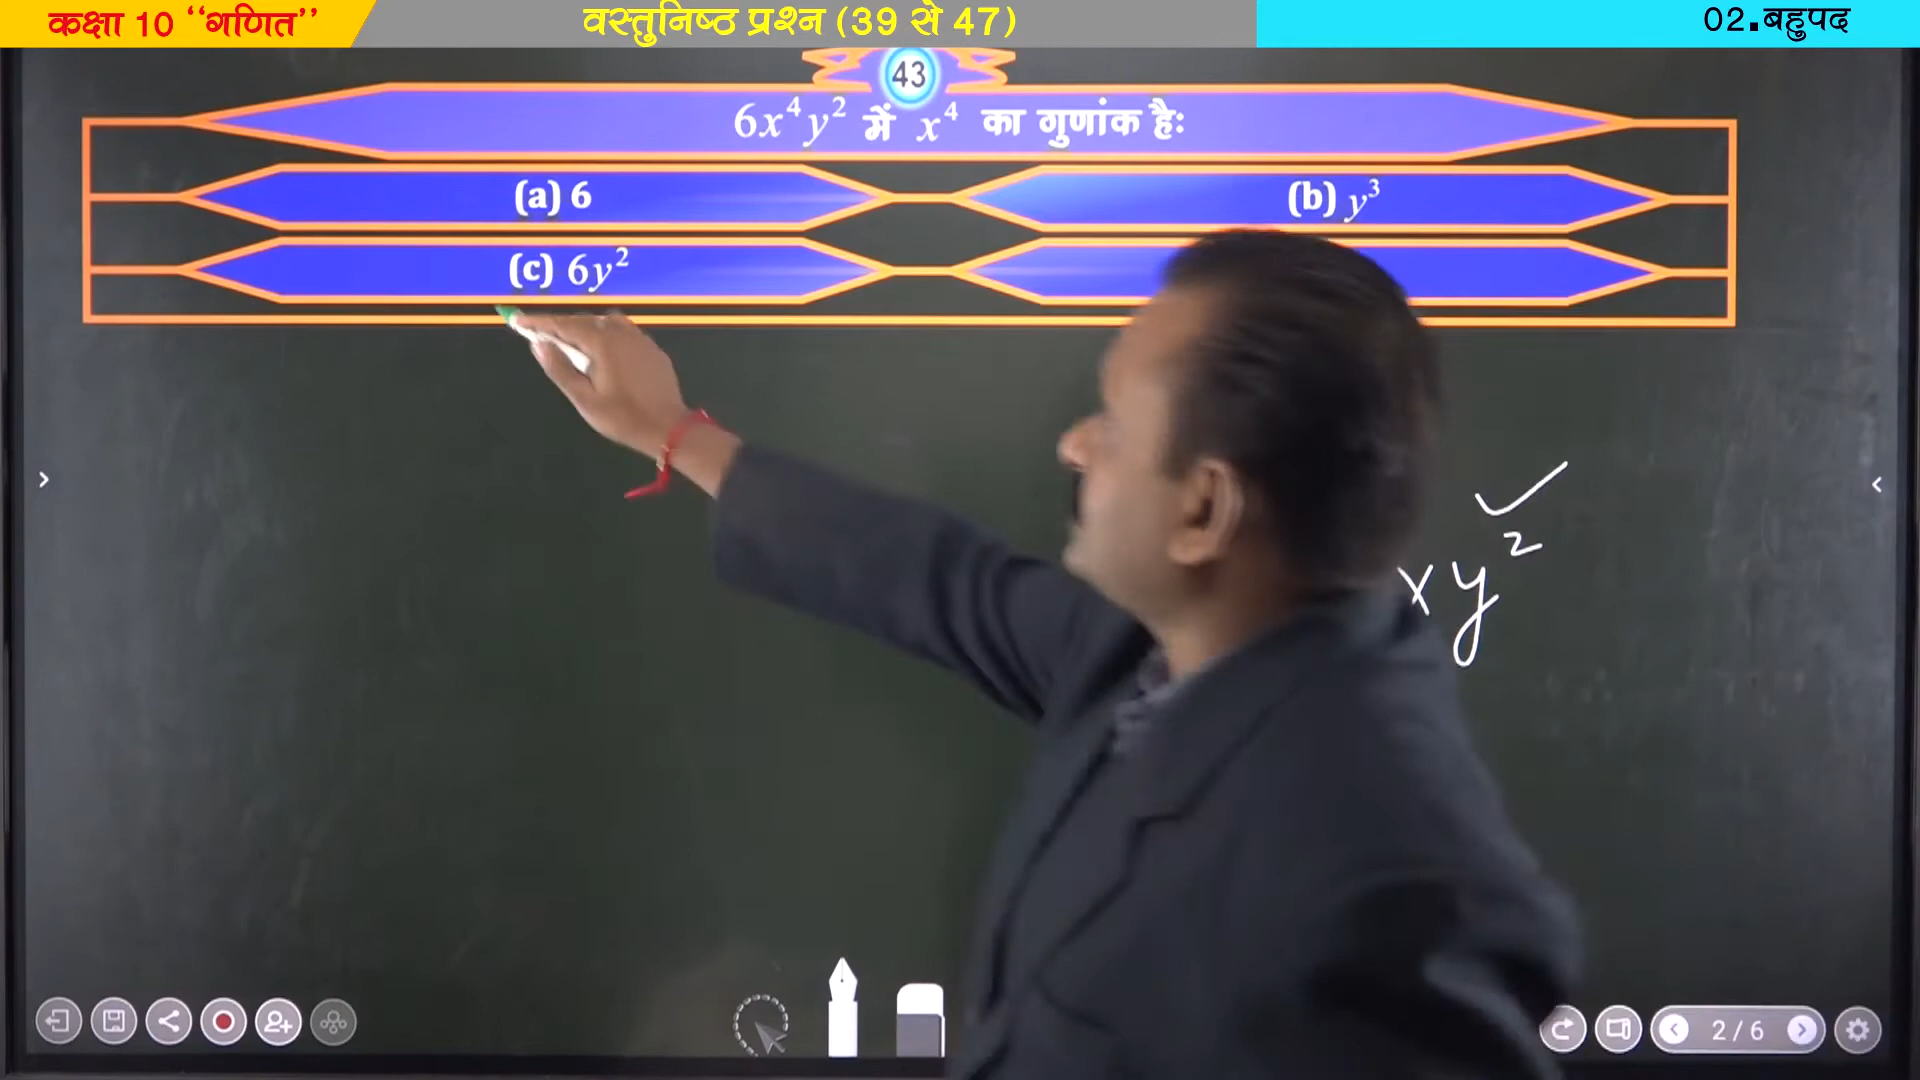 कक्षा 10 “गणित”
वस्तुनिष्ठ प्रश्न (39 से 47)
02.बहुपद
43
6x⁴y² में x⁴ का गुणांक हैः
(a) 6
(b) y³
(c) 6y²
xy²
2 / 6